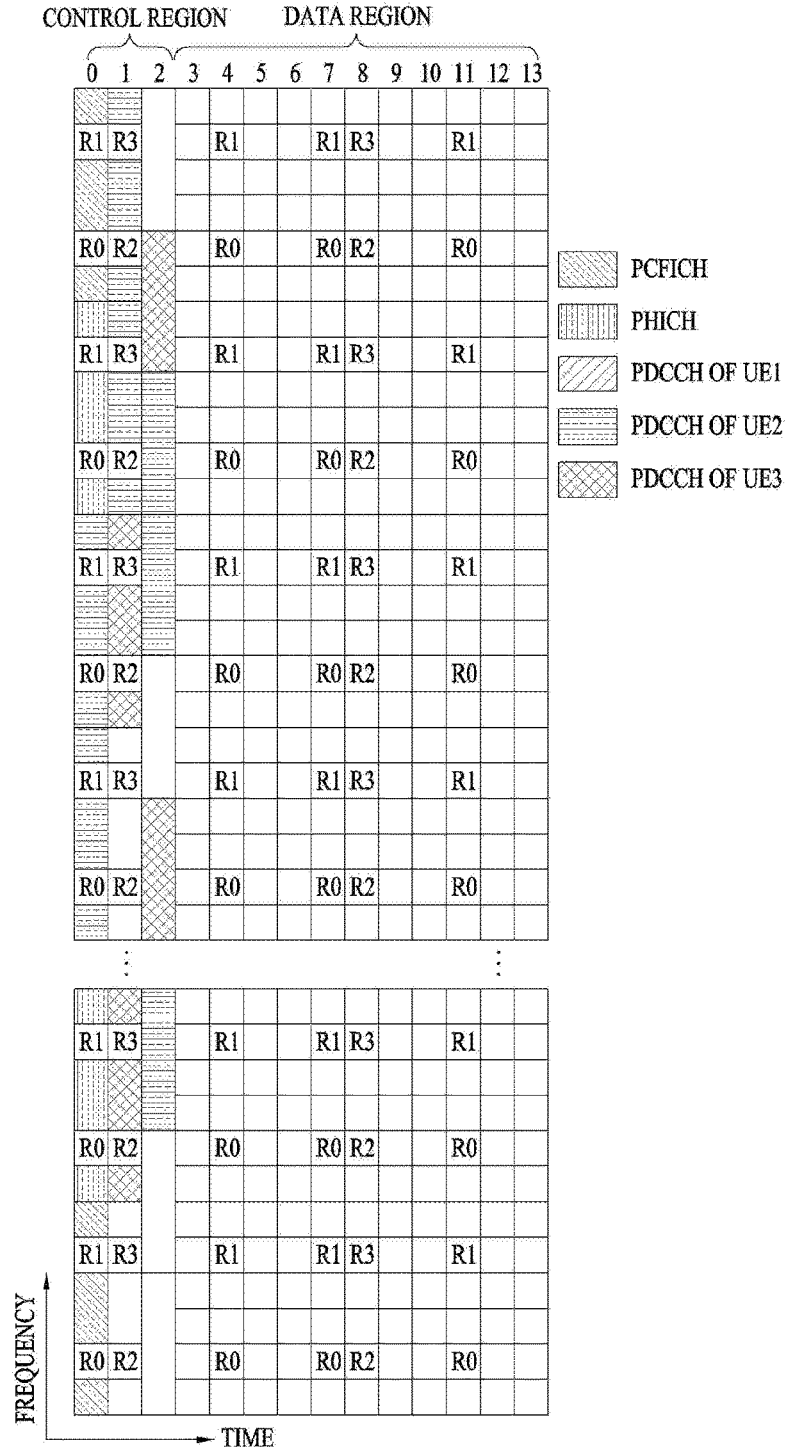 CONTROL REGION DATA REGION
0 1 2 3 4 5 6 7 8 9 10 11 12 13
R1 R3 R1 R1 R3 R1
R0 R2 R0 R0 R2 R0
R1 R3 R1 R1 R3 R1
R0 R2 R0 R0 R2 R0
R1 R3 R1 R1 R3 R1
R0 R2 R0 R0 R2 R0
R1 R3 R1 R1 R3 R1
R0 R2 R0 R0 R2 R0
R1 R3 R1 R1 R3 R1
R0 R2 R0 R0 R2 R0
R1 R3 R1 R1 R3 R1
R0 R2 R0 R0 R2 R0
PCFICH
PHICH
PDCCH OF UE1
PDCCH OF UE2
PDCCH OF UE3
FREQUENCY
TIME